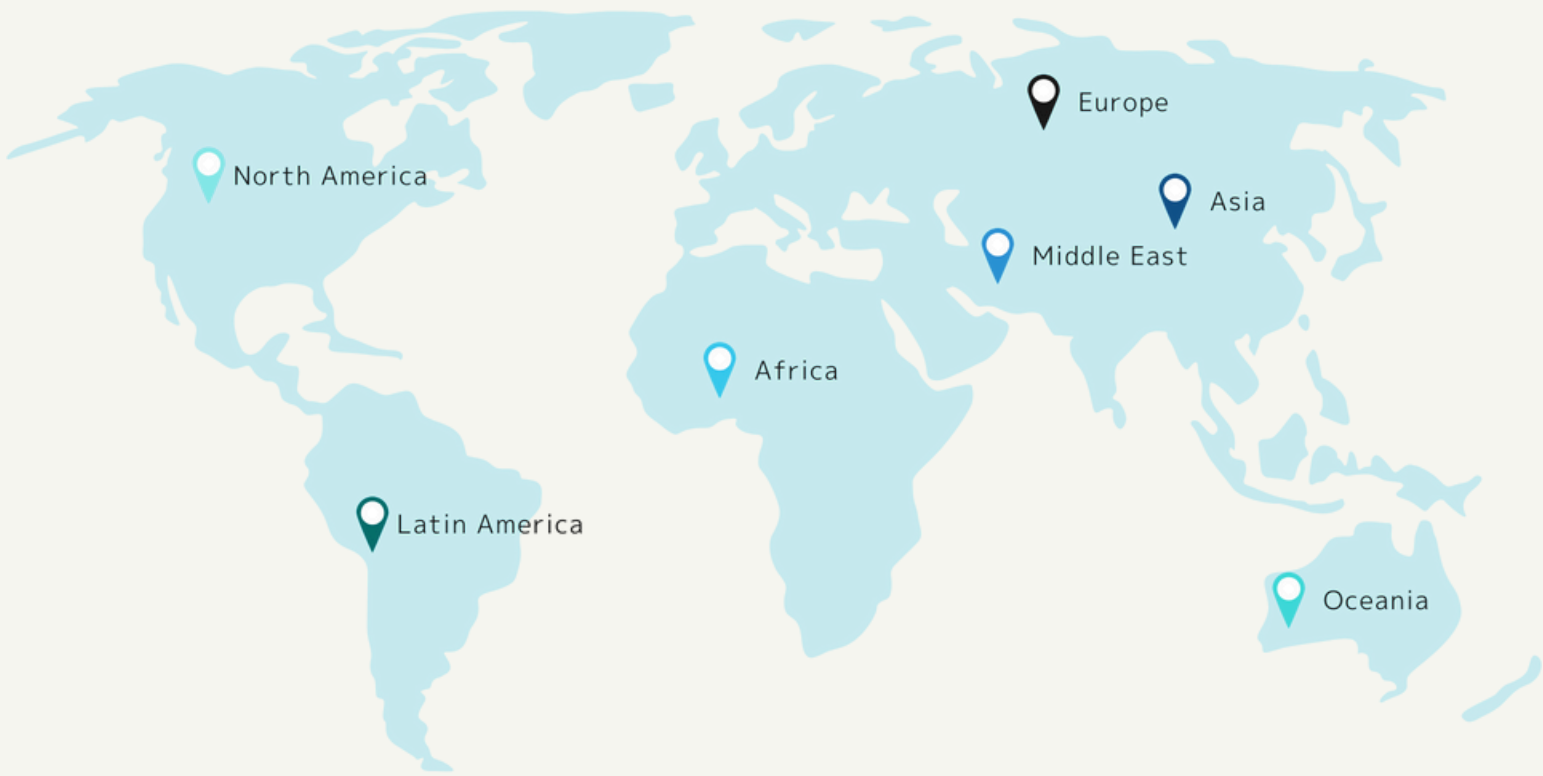 Europe
North America
Asia
Middle East
Africa
Latin America
Oceania